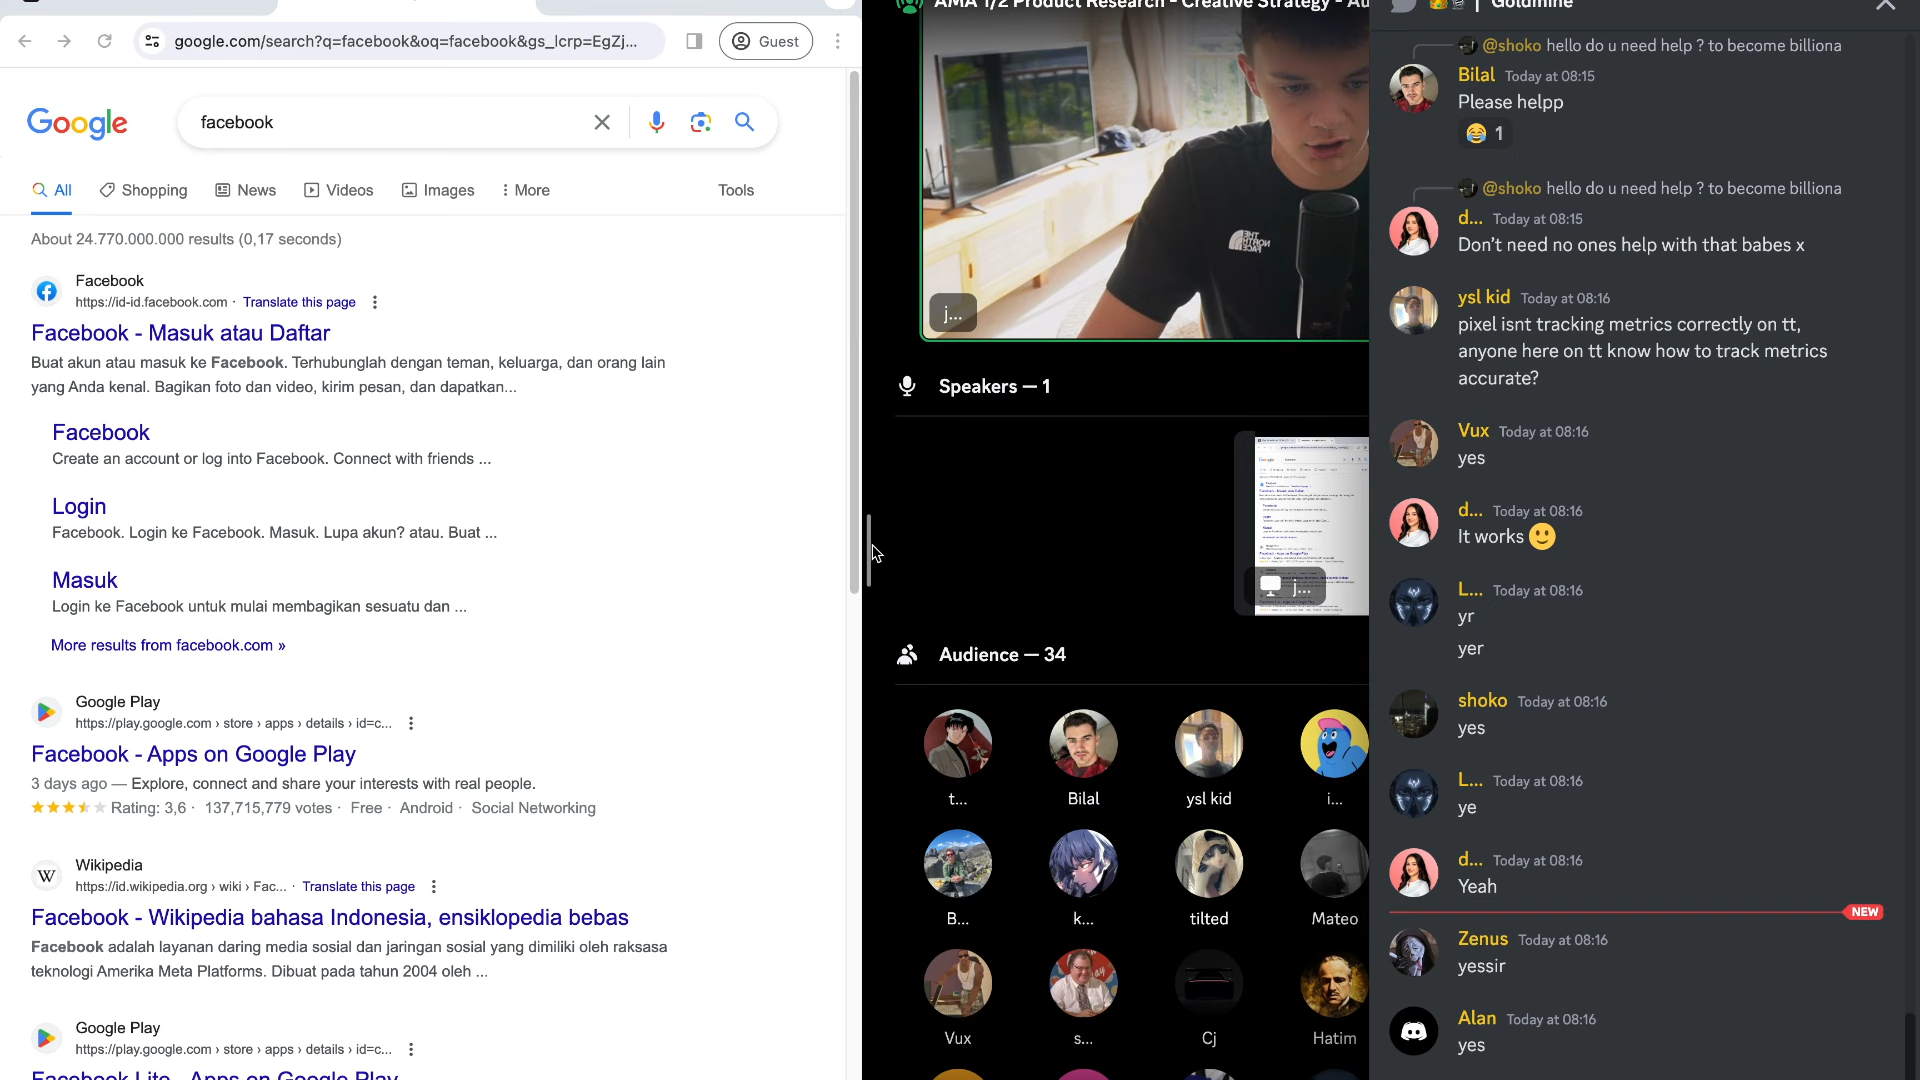 google.com/search?q=facebook&oq=facebook&gs_lcrp=EgZj...
Guest
Google
facebook
All
Shopping
News
Videos
Images
More
Tools
About 24.770.000.000 results (0,17 seconds)
Facebook
https://id-id.facebook.com · Translate this page
Facebook - Masuk atau Daftar
Buat akun atau masuk ke Facebook. Terhubunglah dengan teman, keluarga, dan orang lain
yang Anda kenal. Bagikan foto dan video, kirim pesan, dan dapatkan...
Facebook
Create an account or log into Facebook. Connect with friends ...
Login
Facebook. Login ke Facebook. Masuk. Lupa akun? atau. Buat ...
Masuk
Login ke Facebook untuk mulai membagikan sesuatu dan ...
More results from facebook.com »
Google Play
https://play.google.com › store › apps › details › id=c...
Facebook - Apps on Google Play
3 days ago — Explore, connect and share your interests with real people.
Rating: 3,6 · 137,715,779 votes · Free · Android · Social Networking
W
Wikipedia
https://id.wikipedia.org › wiki › Fac... · Translate this page
Facebook - Wikipedia bahasa Indonesia, ensiklopedia bebas
Facebook adalah layanan daring media sosial dan jaringan sosial yang dimiliki oleh raksasa
teknologi Amerika Meta Platforms. Dibuat pada tahun 2004 oleh ...
Google Play
https://play.google.com › store › apps › details › id=c...
Facebook Lite - Apps on Google Play
AMA 1/2 Product Research - Creative Strategy - Au
THE
NORTH
FACE
j...
Speakers — 1
j...
Audience — 34
t...
Bilal
ysl kid
i...
B...
k...
tilted
Mateo
Vux
s...
Cj
Hatim
| Goldmine
@shoko hello do u need help ? to become billiona
Bilal Today at 08:15
Please helpp
1
@shoko hello do u need help ? to become billiona
d... Today at 08:15
Don't need no ones help with that babes x
ysl kid Today at 08:16
pixel isnt tracking metrics correctly on tt,
anyone here on tt know how to track metrics
accurate?
Vux Today at 08:16
yes
d... Today at 08:16
It works
L... Today at 08:16
yr
yer
shoko Today at 08:16
yes
L... Today at 08:16
ye
d... Today at 08:16
Yeah
NEW
Zenus Today at 08:16
yessir
Alan Today at 08:16
yes